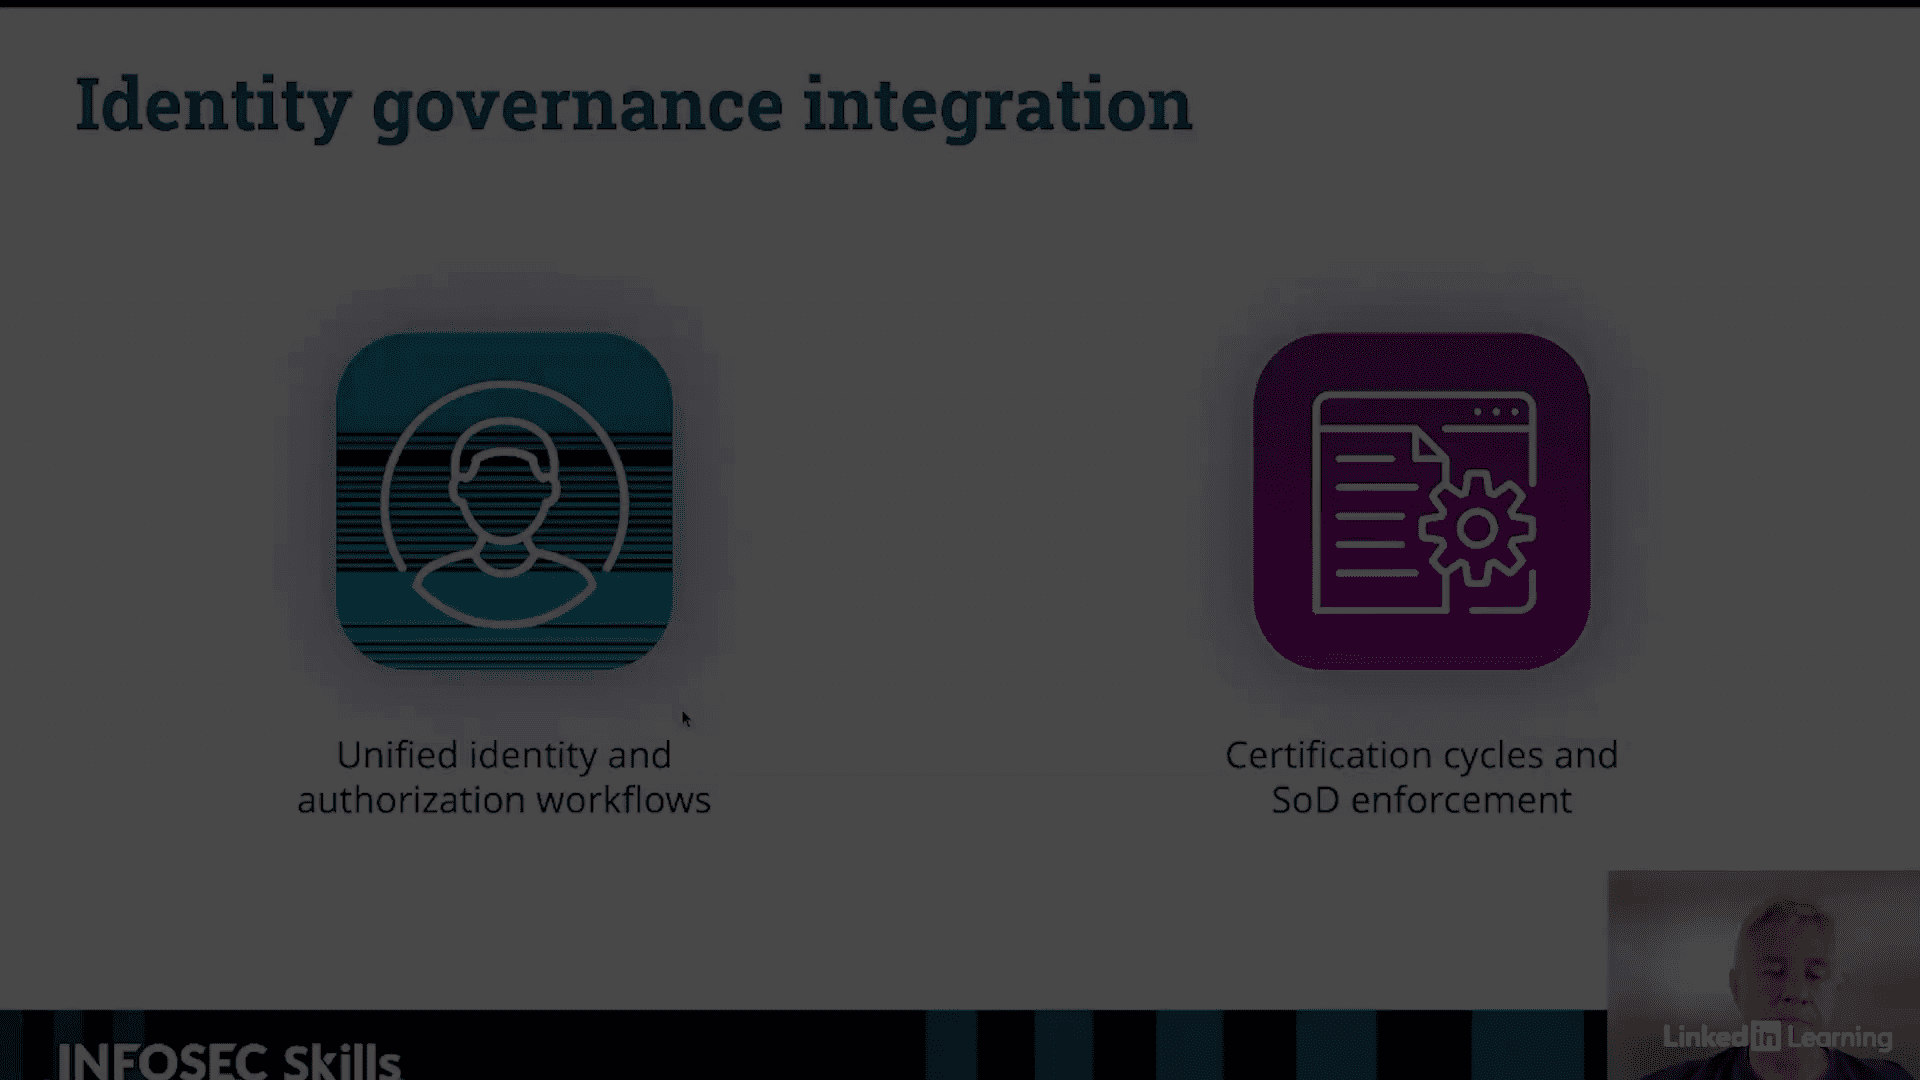 Identity governance integration
Unified identity and
authorization workflows
Certification cycles and
SoD enforcement
INFOSEC Skills
LinkedIn Learning